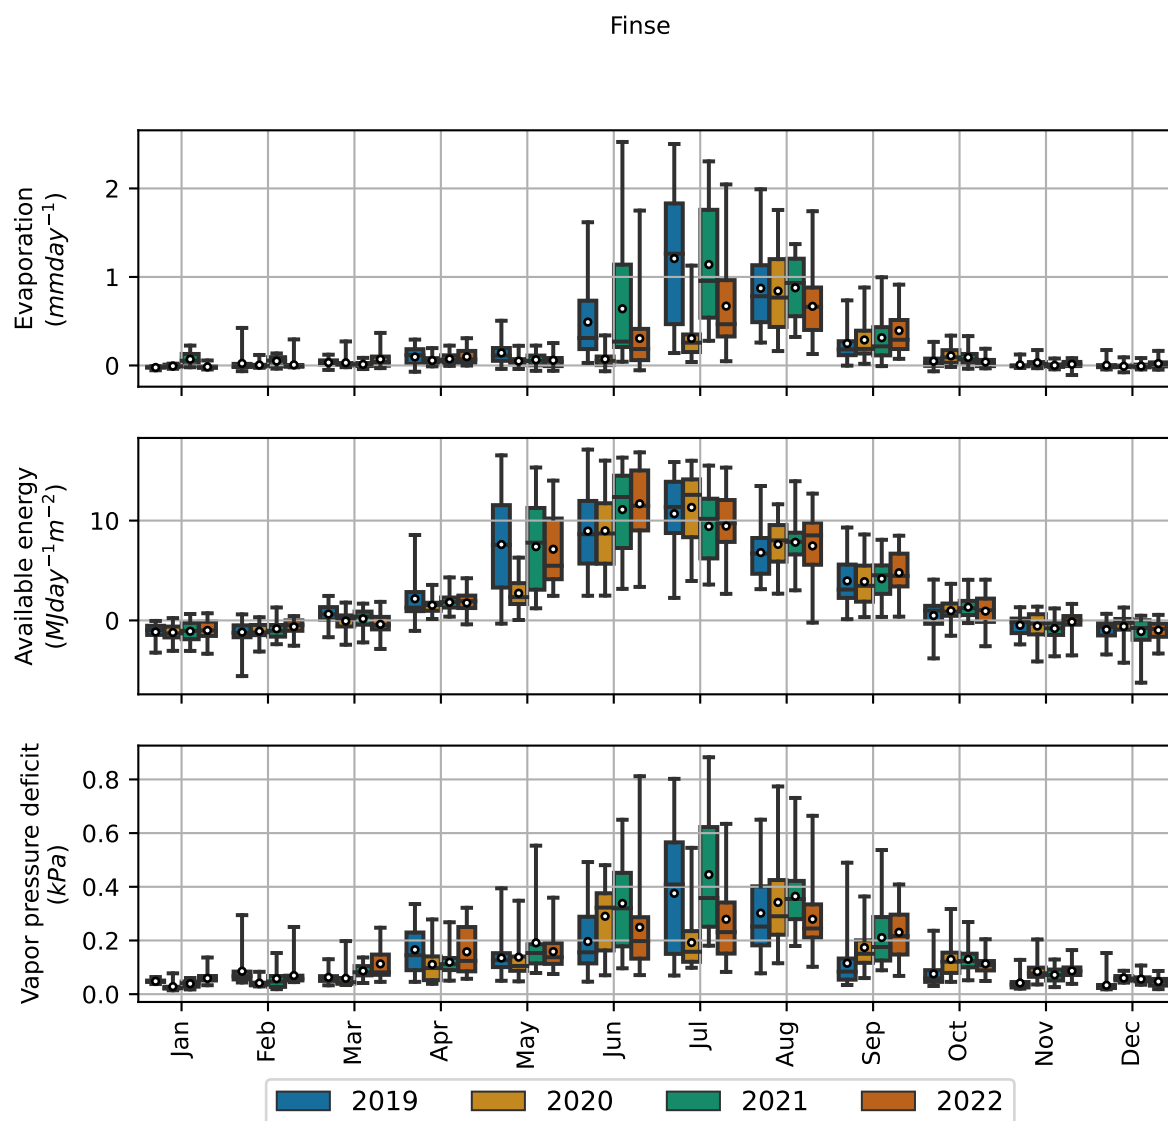 Finse
Evaporation
(mmday⁻¹)
2
1
0
Available energy
(MJday⁻¹m⁻²)
10
0
Vapor pressure deficit
(kPa)
0.8
0.6
0.4
0.2
0.0
Jan Feb Mar Apr May Jun Jul Aug Sep Oct Nov Dec
2019 2020 2021 2022